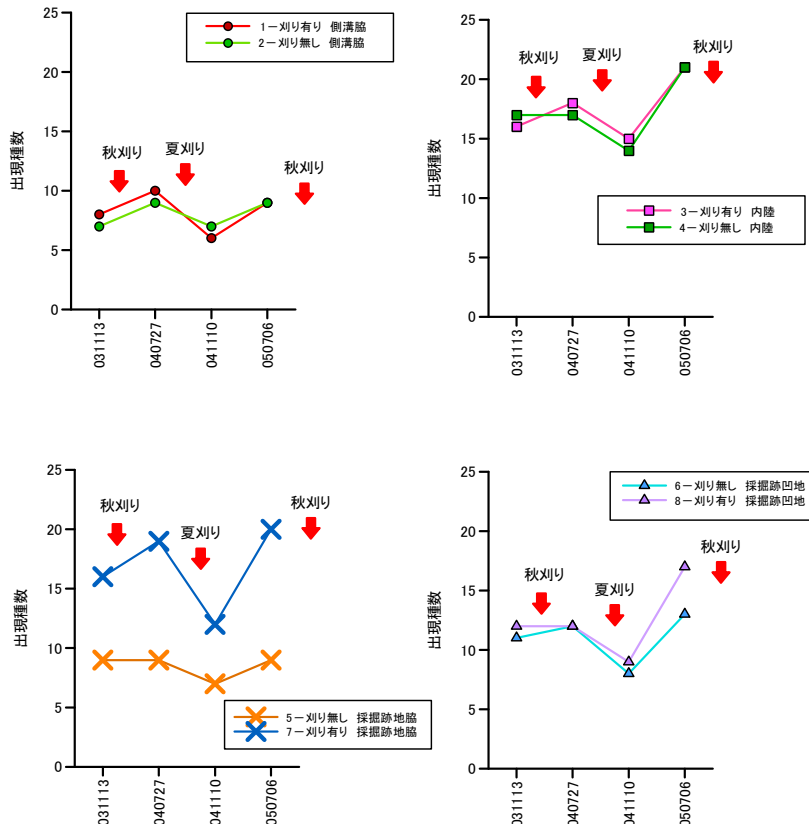 25
20
15
10
5
0
出現種数
1－刈り有り 側溝脇
2－刈り無し 側溝脇
秋刈り
夏刈り
秋刈り
031113
040727
041110
050706
25
20
15
10
5
0
出現種数
秋刈り
夏刈り
秋刈り
3－刈り有り 内陸
4－刈り無し 内陸
031113
040727
041110
050706
25
20
15
10
5
0
出現種数
秋刈り
夏刈り
秋刈り
5－刈り無し 採掘跡地脇
7－刈り有り 採掘跡地脇
031113
040727
041110
050706
25
20
15
10
5
0
出現種数
6－刈り無し 採掘跡凹地
8－刈り有り 採掘跡凹地
秋刈り
夏刈り
秋刈り
031113
040727
041110
050706